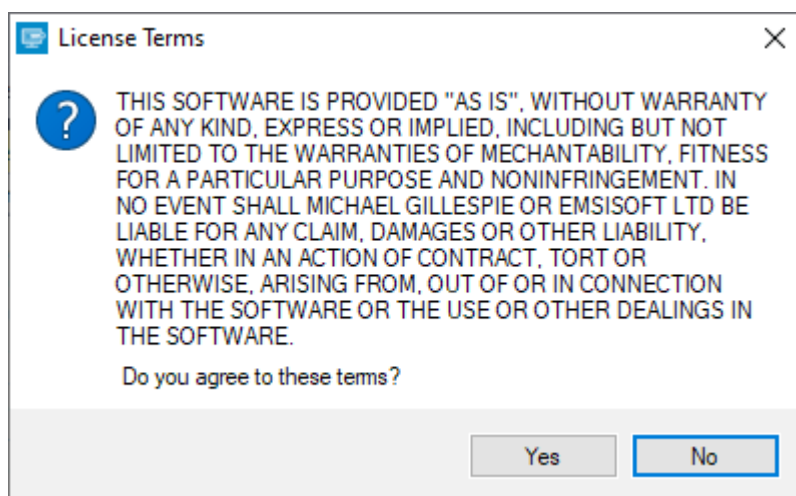 License Terms
THIS SOFTWARE IS PROVIDED "AS IS", WITHOUT WARRANTY
OF ANY KIND, EXPRESS OR IMPLIED, INCLUDING BUT NOT
LIMITED TO THE WARRANTIES OF MECHANTABILITY, FITNESS
FOR A PARTICULAR PURPOSE AND NONINFRINGEMENT. IN
NO EVENT SHALL MICHAEL GILLESPIE OR EMSISOFT LTD BE
LIABLE FOR ANY CLAIM, DAMAGES OR OTHER LIABILITY,
WHETHER IN AN ACTION OF CONTRACT, TORT OR
OTHERWISE, ARISING FROM, OUT OF OR IN CONNECTION
WITH THE SOFTWARE OR THE USE OR OTHER DEALINGS IN
THE SOFTWARE.
Do you agree to these terms?
Yes
No